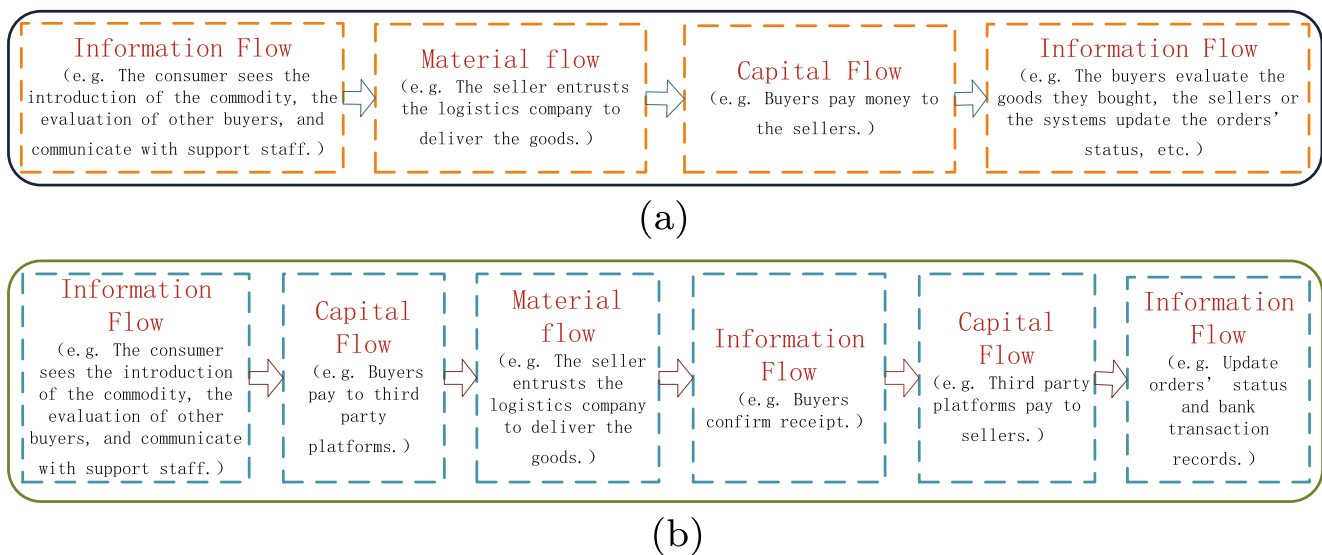 Information Flow
(e.g. The consumer sees the
introduction of the commodity, the
evaluation of other buyers, and
communicate with support staff.)
Material flow
(e.g. The seller entrusts
the logistics company to
deliver the goods.)
Capital Flow
(e.g. Buyers pay money to
the sellers.)
Information Flow
(e.g. The buyers evaluate the
goods they bought, the sellers or
the systems update the orders'
status, etc.)
(a)
Information
Flow
(e.g. The consumer
sees the introduction
of the commodity, the
evaluation of other
buyers, and communicate
with support staff.)
Capital
Flow
(e.g. Buyers
pay to third
party
platforms.)
Material
flow
(e.g. The seller
entrusts the
logistics company
to deliver the
goods.)
Information
Flow
(e.g. Buyers
confirm receipt.)
Capital
Flow
(e.g. Third party
platforms pay to
sellers.)
Information
Flow
(e.g. Update
orders' status
and bank
transaction
records.)
(b)